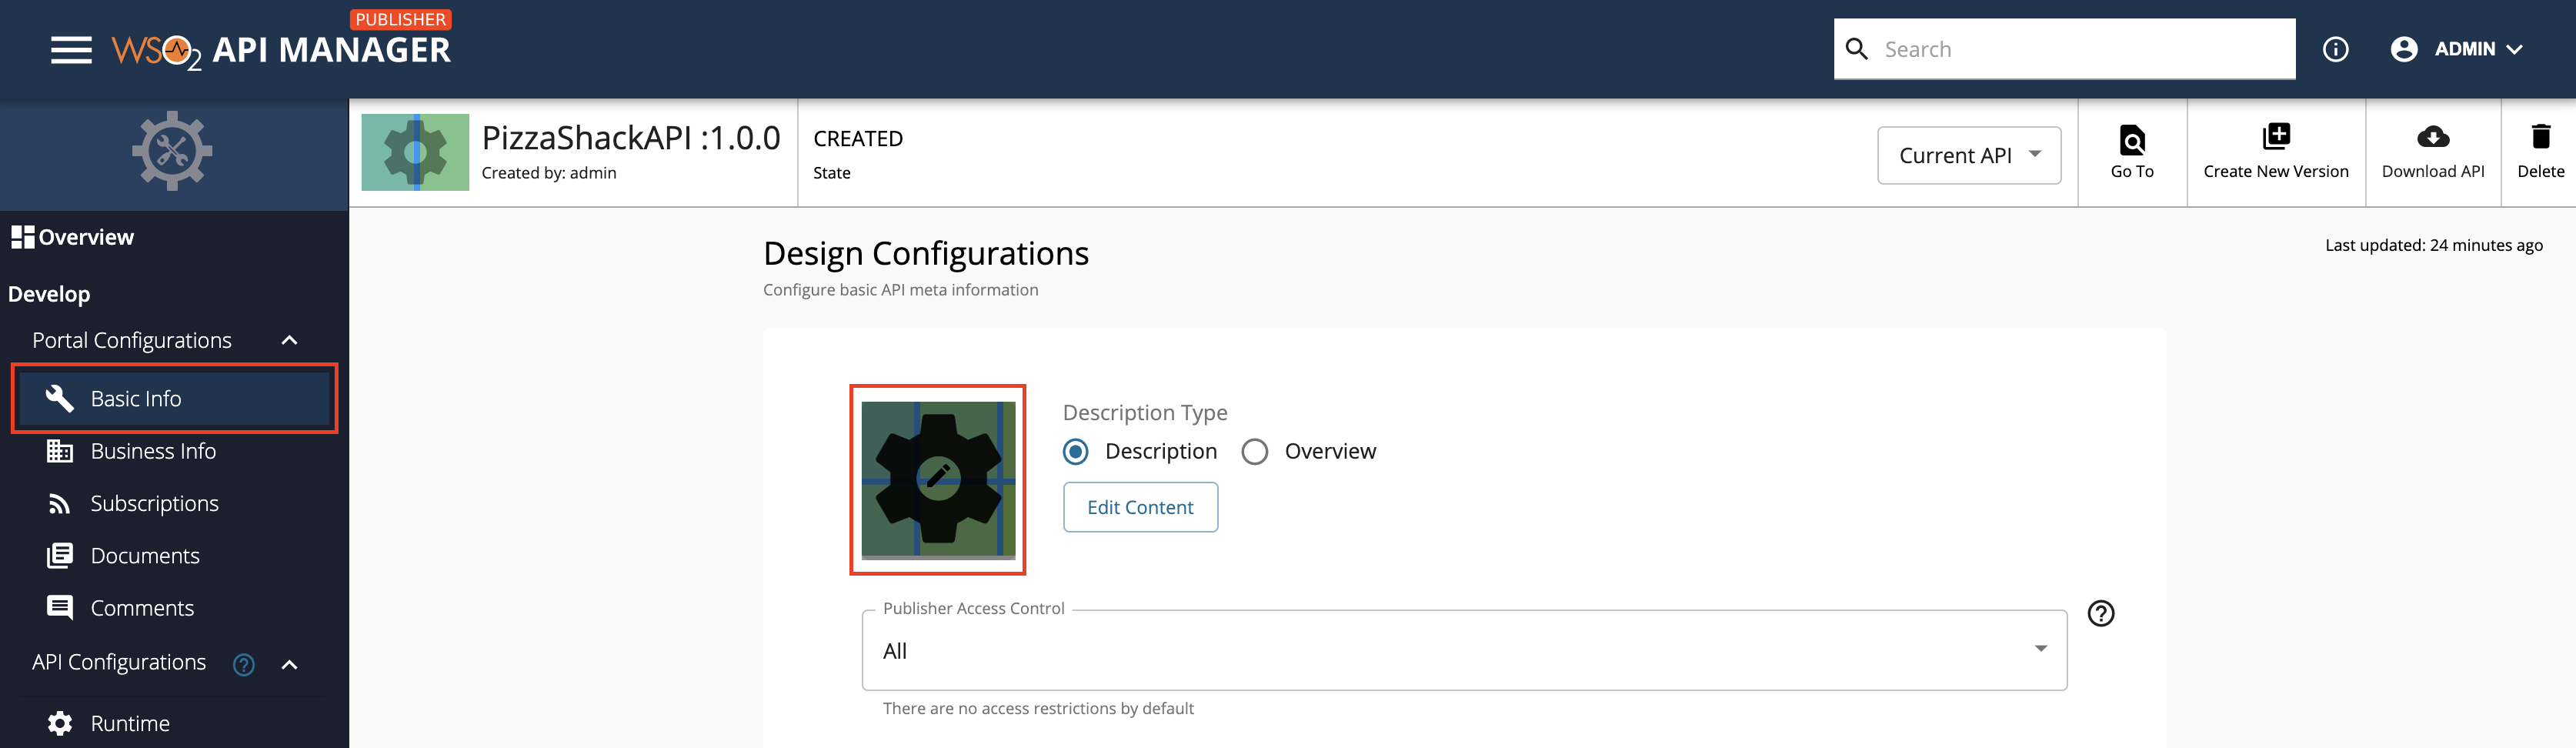 PUBLISHER
WSO2 API MANAGER
Search
ADMIN
PizzaShackAPI :1.0.0
Created by: admin
CREATED
State
Current API
Go To
Create New Version
Download API
Delete
Overview
Develop
Portal Configurations
Basic Info
Business Info
Subscriptions
Documents
Comments
API Configurations
Runtime
Design Configurations
Configure basic API meta information
Last updated: 24 minutes ago
Description Type
Description
Overview
Edit Content
Publisher Access Control
All
There are no access restrictions by default